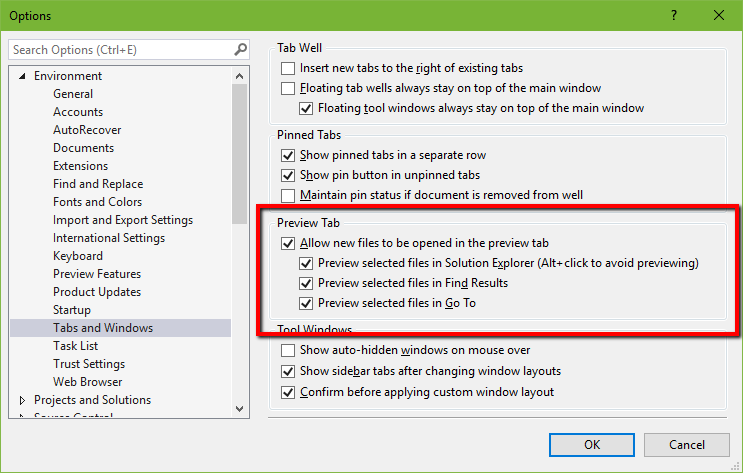 Options
?
Search Options (Ctrl+E)
Environment
General
Accounts
AutoRecover
Documents
Extensions
Find and Replace
Fonts and Colors
Import and Export Settings
International Settings
Keyboard
Preview Features
Product Updates
Startup
Tabs and Windows
Task List
Trust Settings
Web Browser
Projects and Solutions
Source Control
Tab Well
Insert new tabs to the right of existing tabs
Floating tab wells always stay on top of the main window
Floating tool windows always stay on top of the main window
Pinned Tabs
Show pinned tabs in a separate row
Show pin button in unpinned tabs
Maintain pin status if document is removed from well
Preview Tab
Allow new files to be opened in the preview tab
Preview selected files in Solution Explorer (Alt+click to avoid previewing)
Preview selected files in Find Results
Preview selected files in Go To
Tool Windows
Show auto-hidden windows on mouse over
Show sidebar tabs after changing window layouts
Confirm before applying custom window layout
OK
Cancel